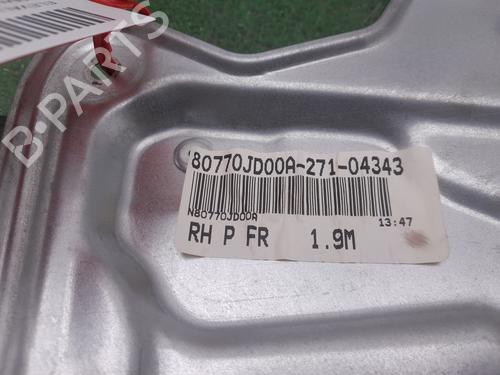 B-PARTS
80770JD00A-271-04343
N80770JD00A
13:47
RH P FR 1.9M